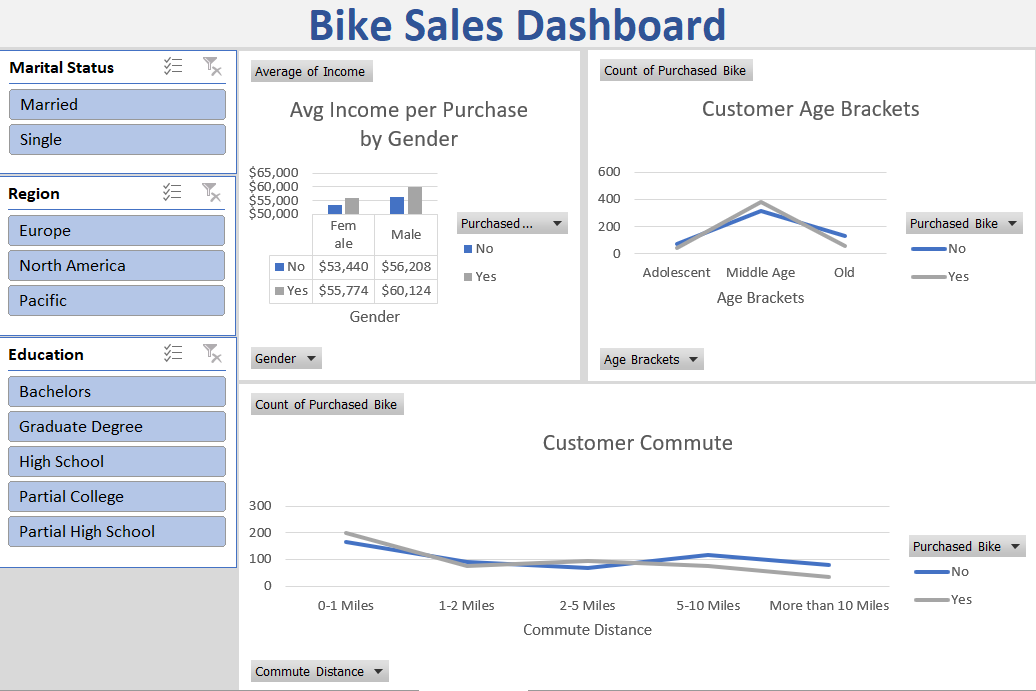 Bike Sales Dashboard
Marital Status
Married
Single
Region
Europe
North America
Pacific
Education
Bachelors
Graduate Degree
High School
Partial College
Partial High School
Average of Income
Avg Income per Purchase
by Gender
$65,000
$60,000
$55,000
$50,000
Fem
ale
Male
No $53,440 $56,208
Yes $55,774 $60,124
Gender
Purchased ...
No
Yes
Gender
Count of Purchased Bike
Customer Age Brackets
600
400
200
0
Adolescent Middle Age Old
Age Brackets
Purchased Bike
No
Yes
Age Brackets
Count of Purchased Bike
Customer Commute
300
200
100
0
0-1 Miles 1-2 Miles 2-5 Miles 5-10 Miles More than 10 Miles
Commute Distance
Purchased Bike
No
Yes
Commute Distance